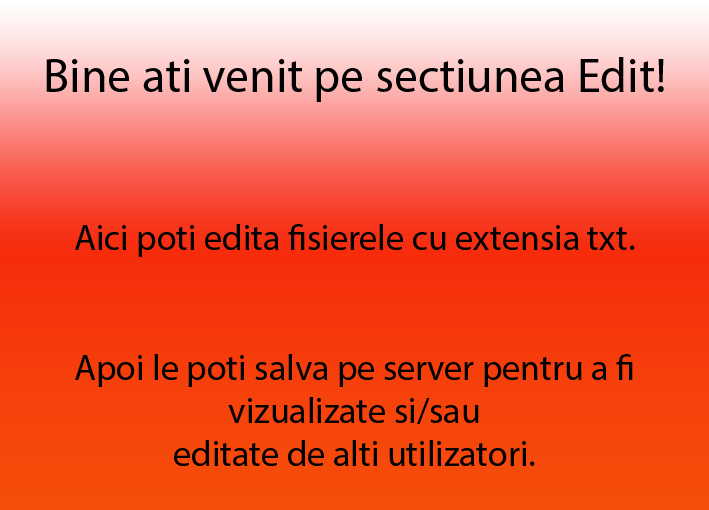 Bine ati venit pe sectiunea Edit!
Aici poti edita fisierele cu extensia txt.
Apoi le poti salva pe server pentru a fi
vizualizate si/sau
editate de alti utilizatori.